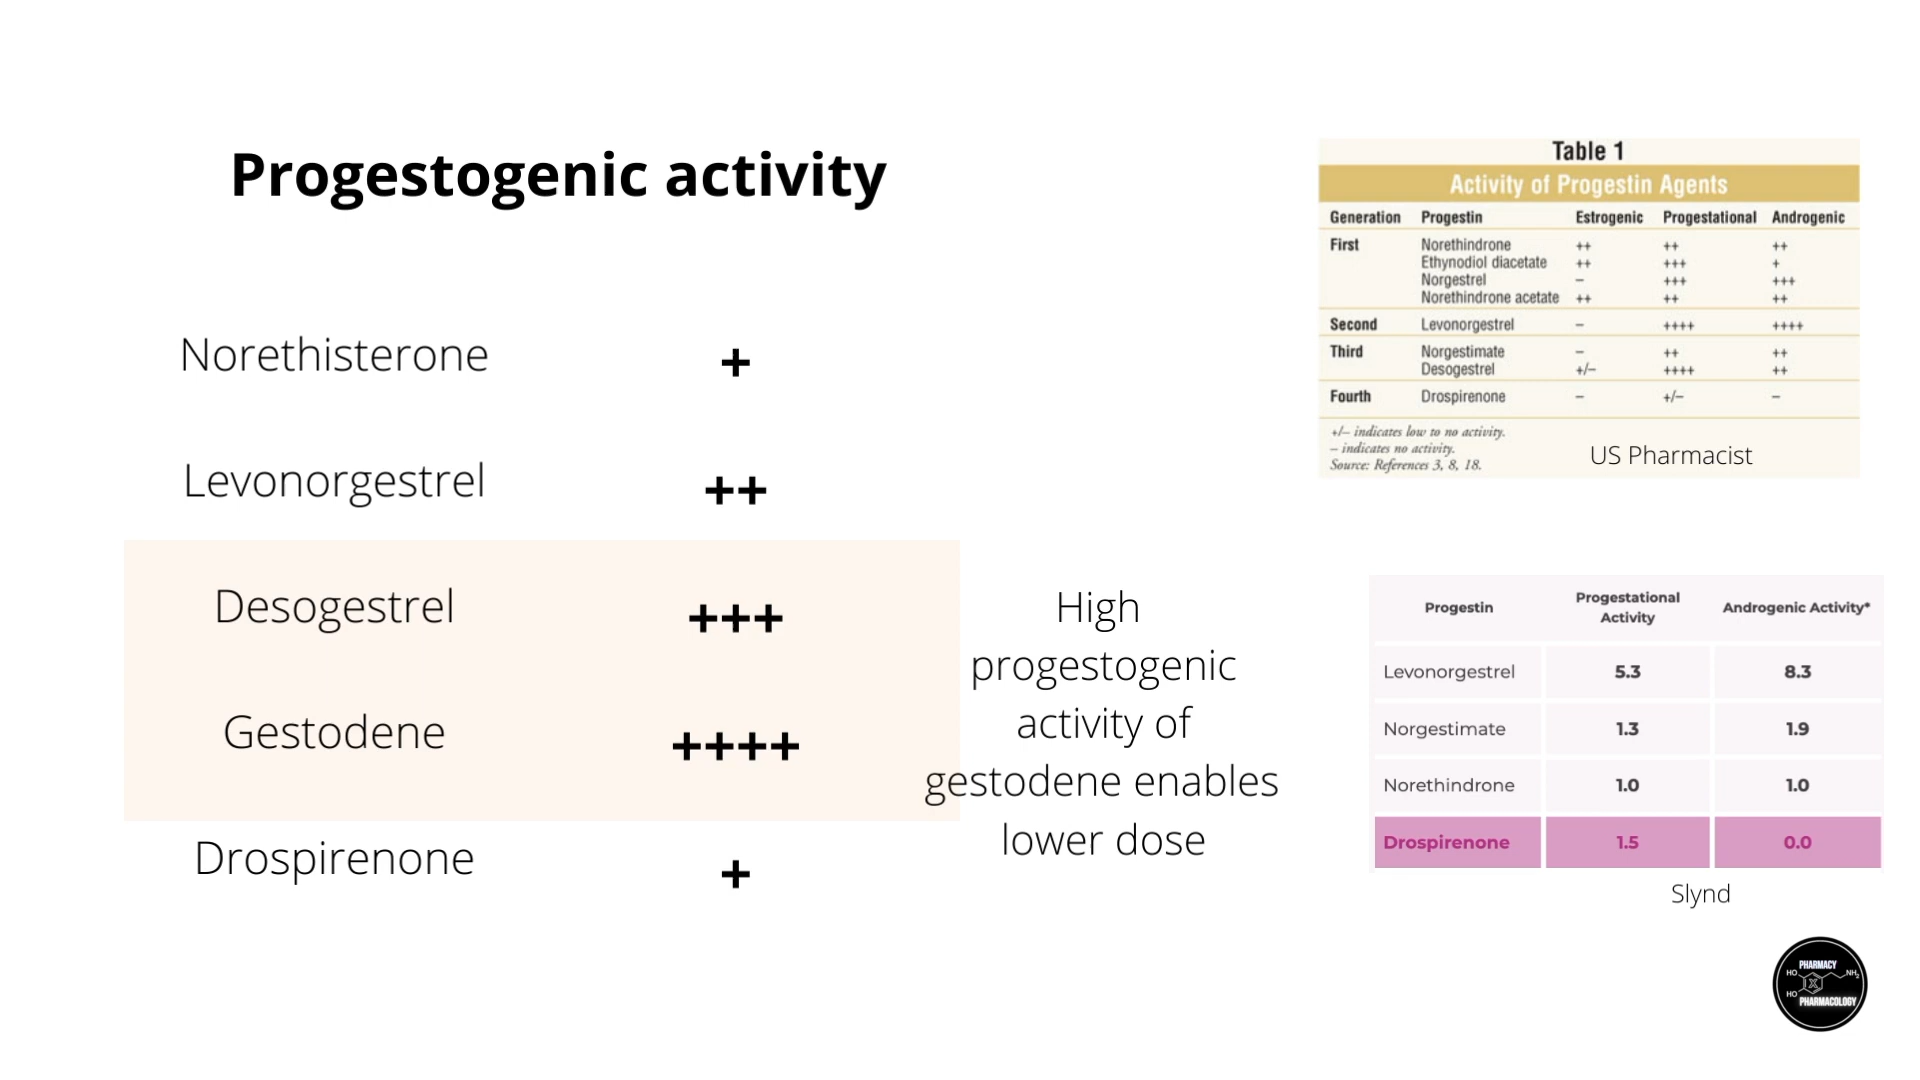 Progestogenic activity
Norethisterone +
Levonorgestrel ++
Desogestrel +++
Gestodene ++++
Drospirenone +
High
progestogenic
activity of
gestodene enables
lower dose
Table 1
Activity of Progestin Agents
Generation Progestin Estrogenic Progestational Androgenic
First Norethindrone ++ ++ ++
Ethynodiol diacetate ++ +++ +
Norgestrel – +++ +++
Norethindrone acetate ++ ++ ++
Second Levonorgestrel – ++++ ++++
Third Norgestimate – ++ ++
Desogestrel +/– ++++ ++
Fourth Drospirenone – +/– –
+/– indicates low to no activity.
– indicates no activity.
Source: References 3, 8, 18.
US Pharmacist
Progestin Progestational Androgenic Activity*
Activity
Levonorgestrel 5.3 8.3
Norgestimate 1.3 1.9
Norethindrone 1.0 1.0
Drospirenone 1.5 0.0
Slynd
PHARMACY
HO NH2
X
HO
PHARMACOLOGY